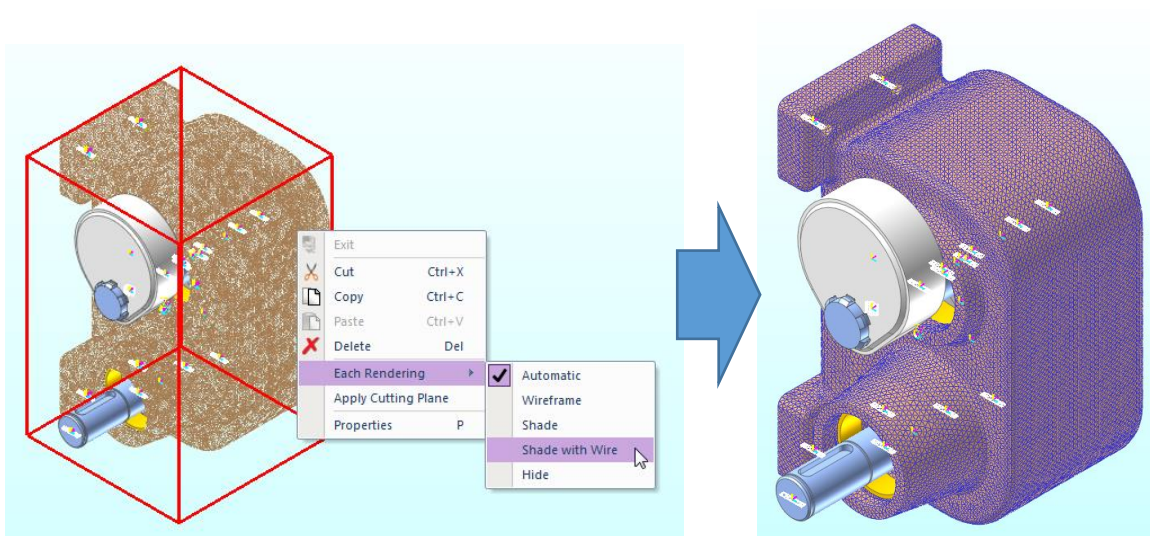 Exit
Cut Ctrl+X
Copy Ctrl+C
Paste Ctrl+V
Delete Del
Each Rendering
Apply Cutting Plane
Properties P
Automatic
Wireframe
Shade
Shade with Wire
Hide